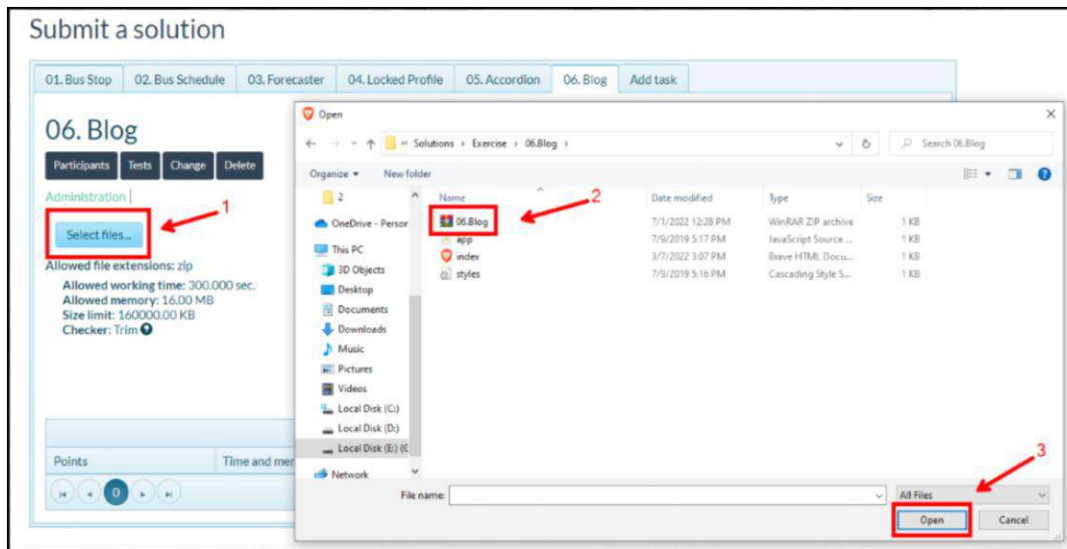 Submit a solution
01. Bus Stop 02. Bus Schedule 03. Forecaster 04. Locked Profile 05. Accordion 06. Blog Add task
06. Blog
Participants Tests Change Delete
Administration
1
Select files...
Allowed file extensions: zip
Allowed working time: 300.000 sec.
Allowed memory: 16.00 MB
Size limit: 160000.00 KB
Checker: Trim
Points Time and mer
0
Open
« Solutions › Exercise › 06.Blog ›
Search 06.Blog
Organize New folder
2
OneDrive - Person
This PC
3D Objects
Desktop
Documents
Downloads
Music
Pictures
Videos
Local Disk (C:)
Local Disk (D:)
Local Disk (E:) (G
Network
Name Date modified Type Size
2
06.Blog 7/1/2022 12:28 PM WinRAR ZIP archive 1 KB
app 7/9/2019 5:17 PM JavaScript Source ... 1 KB
index 3/7/2022 3:07 PM Brave HTML Docu... 1 KB
styles 7/9/2019 5:16 PM Cascading Style S... 1 KB
3
File name: All Files
Open Cancel